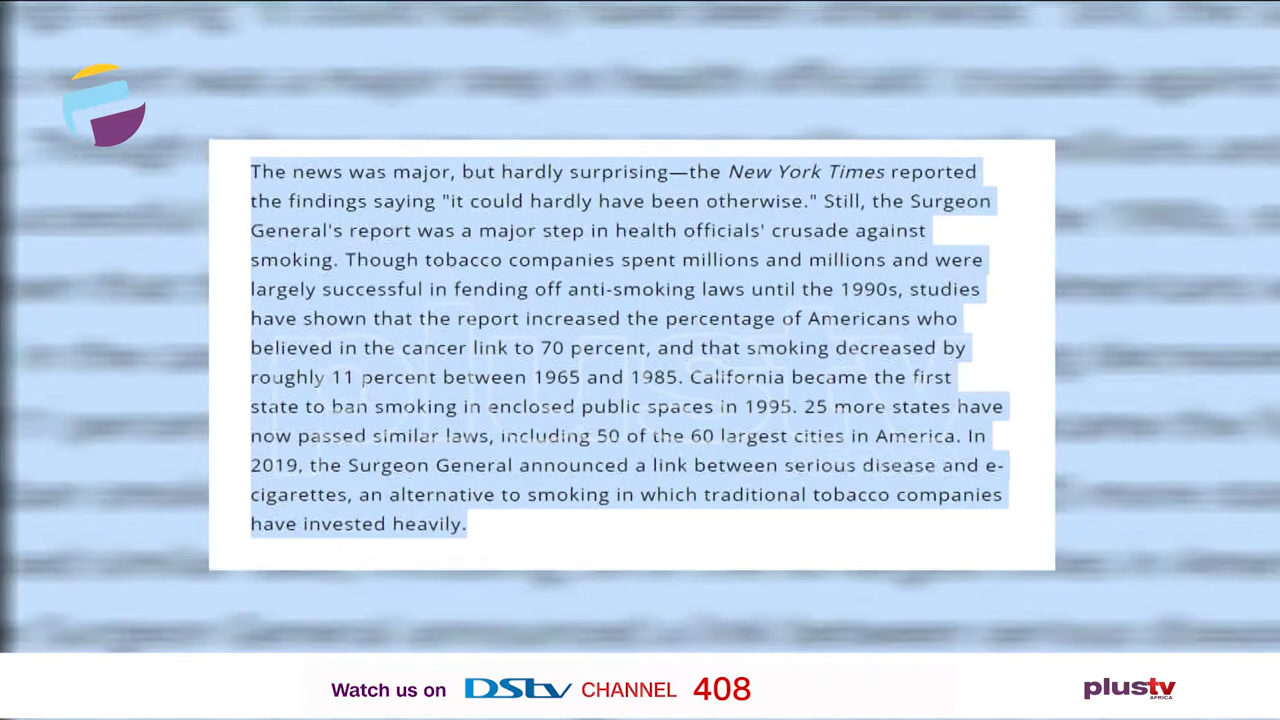 The news was major, but hardly surprising—the New York Times reported
the findings saying "it could hardly have been otherwise." Still, the Surgeon
General's report was a major step in health officials' crusade against
smoking. Though tobacco companies spent millions and millions and were
largely successful in fending off anti-smoking laws until the 1990s, studies
have shown that the report increased the percentage of Americans who
believed in the cancer link to 70 percent, and that smoking decreased by
roughly 11 percent between 1965 and 1985. California became the first
state to ban smoking in enclosed public spaces in 1995. 25 more states have
now passed similar laws, including 50 of the 60 largest cities in America. In
2019, the Surgeon General announced a link between serious disease and e-
cigarettes, an alternative to smoking in which traditional tobacco companies
have invested heavily.
Watch us on DStv CHANNEL 408
plustv
AFRICA